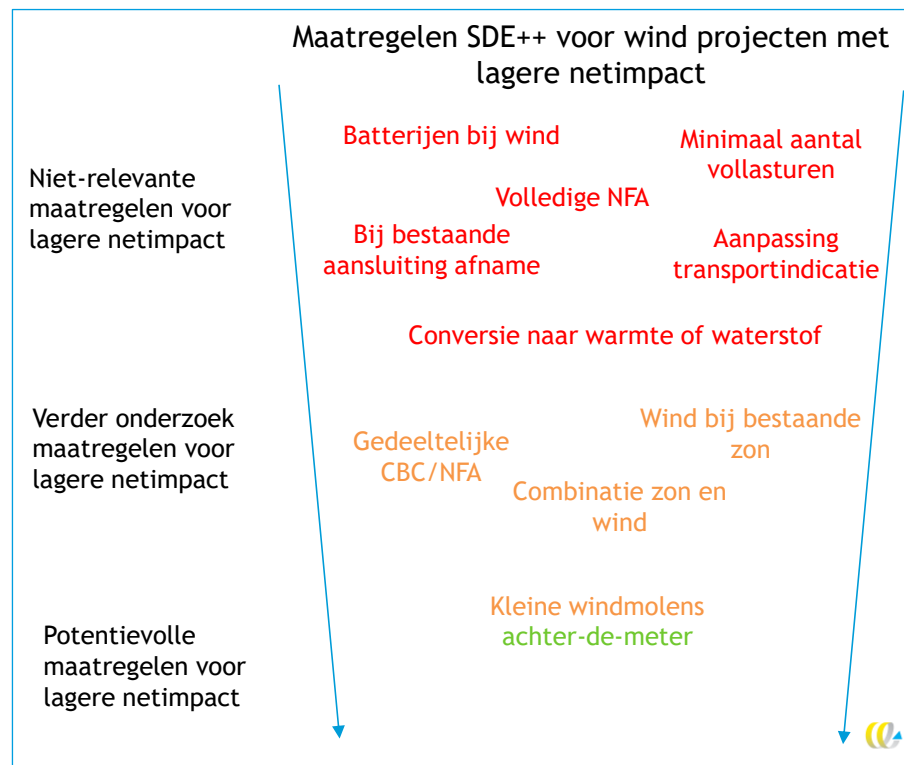 Maatregelen SDE++ voor wind projecten met
lagere netimpact
Niet-relevante
maatregelen voor
lagere netimpact
Batterijen bij wind
Minimaal aantal
vollasturen
Volledige NFA
Bij bestaande
aansluiting afname
Aanpassing
transportindicatie
Conversie naar warmte of waterstof
Verder onderzoek
maatregelen voor
lagere netimpact
Gedeeltelijke
CBC/NFA
Wind bij bestaande
zon
Combinatie zon en
wind
Potentievolle
maatregelen voor
lagere netimpact
Kleine windmolens
achter-de-meter